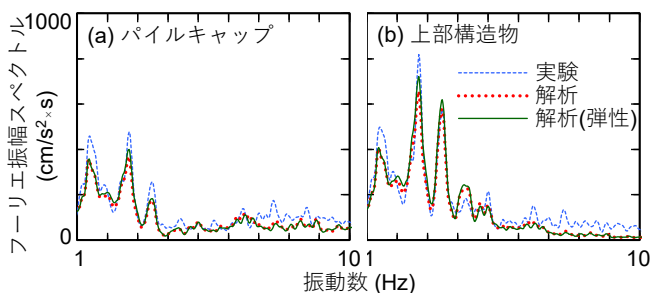 フーリエ振幅スペクトル
(cm/s²×s)
1000
0
(a) パイルキャップ
(b) 上部構造物
実験
解析
解析(弾性)
1
10
1
10
振動数 (Hz)